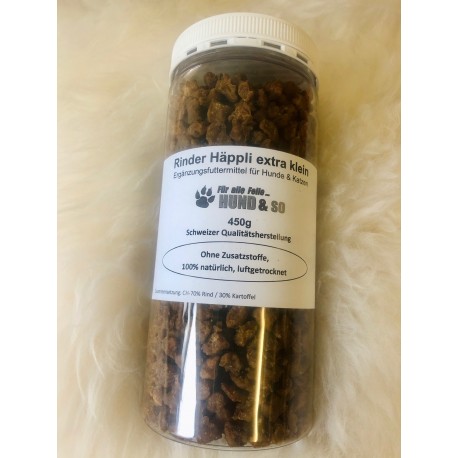 Rinder Häppli extra klein
Ergänzungsfuttermittel für Hunde & Katzen
Für alle Felle...
HUND & SO
450g
Schweizer Qualitätsherstellung
Ohne Zusatzstoffe,
100% natürlich, luftgetrocknet
CH-70% Rind / 30% Kartoffel